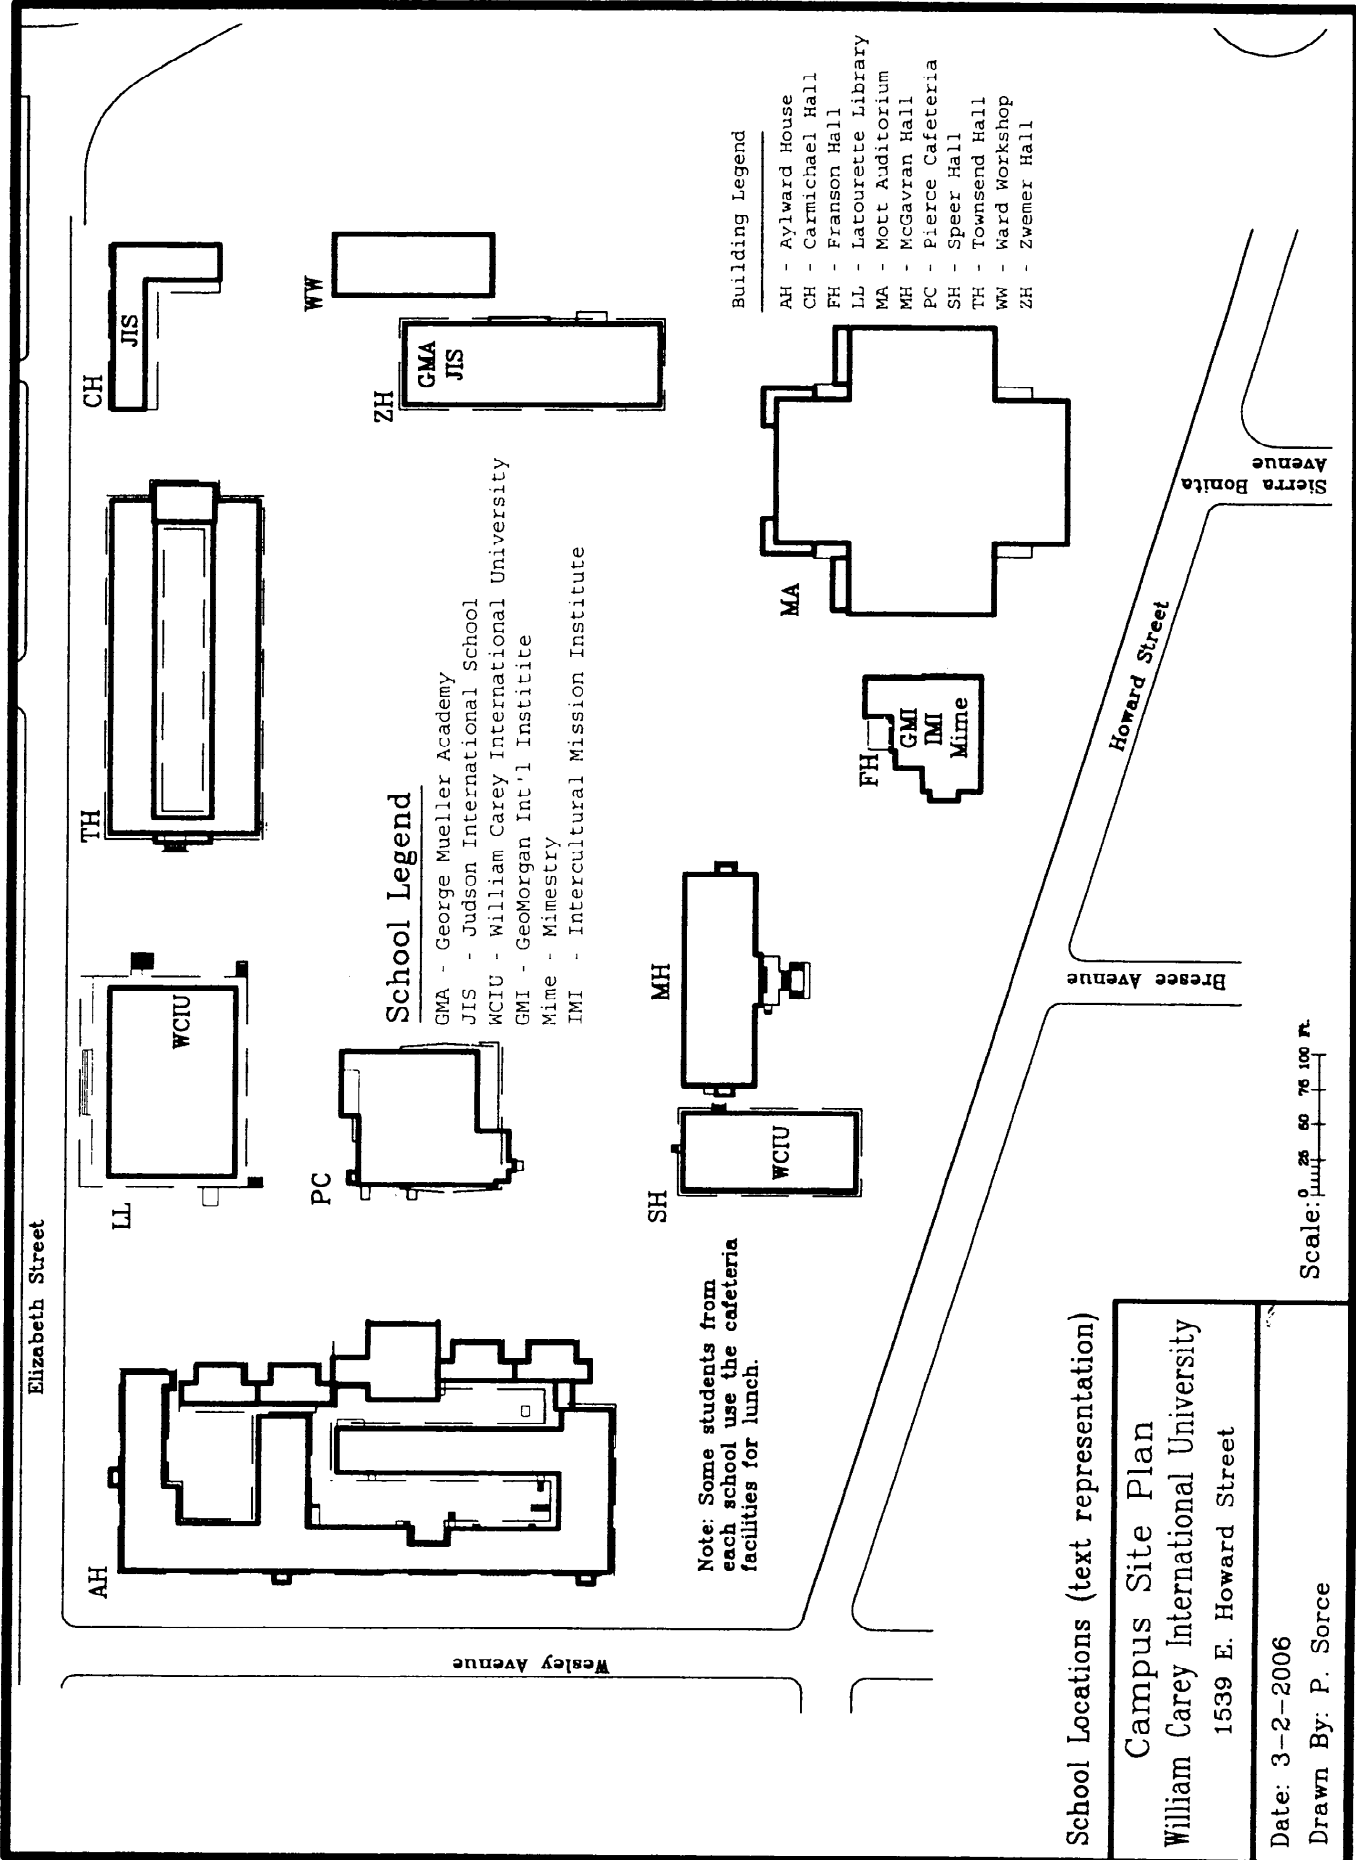 Elizabeth Street
AH
LL
TH
CH
JIS
WCIU
PC
WW
ZH
GMA
JIS
School Legend
GMA - George Mueller Academy
JIS - Judson International School
WCIU - William Carey International University
GMI - GeoMorgan Int'l Institite
Mime - Mimestry
IMI - Intercultural Mission Institute
Wesley Avenue
Note: Some students from
each school use the cafeteria
facilities for lunch.
SH
WCIU
MH
FH
GMI
IMI
Mime
MA
Building Legend
AH - Aylward House
CH - Carmichael Hall
FH - Franson Hall
LL - Latourette Library
MA - Mott Auditorium
MH - McGavran Hall
PC - Pierce Cafeteria
SH - Speer Hall
TH - Townsend Hall
WW - Ward Workshop
ZH - Zwemer Hall
Howard Street
Bresee Avenue
Sierra Bonita
Avenue
School Locations (text representation)
Campus Site Plan
William Carey International University
1539 E. Howard Street
Date: 3-2-2006
Drawn By: P. Sorce
Scale: 0 25 50 75 100 Ft.